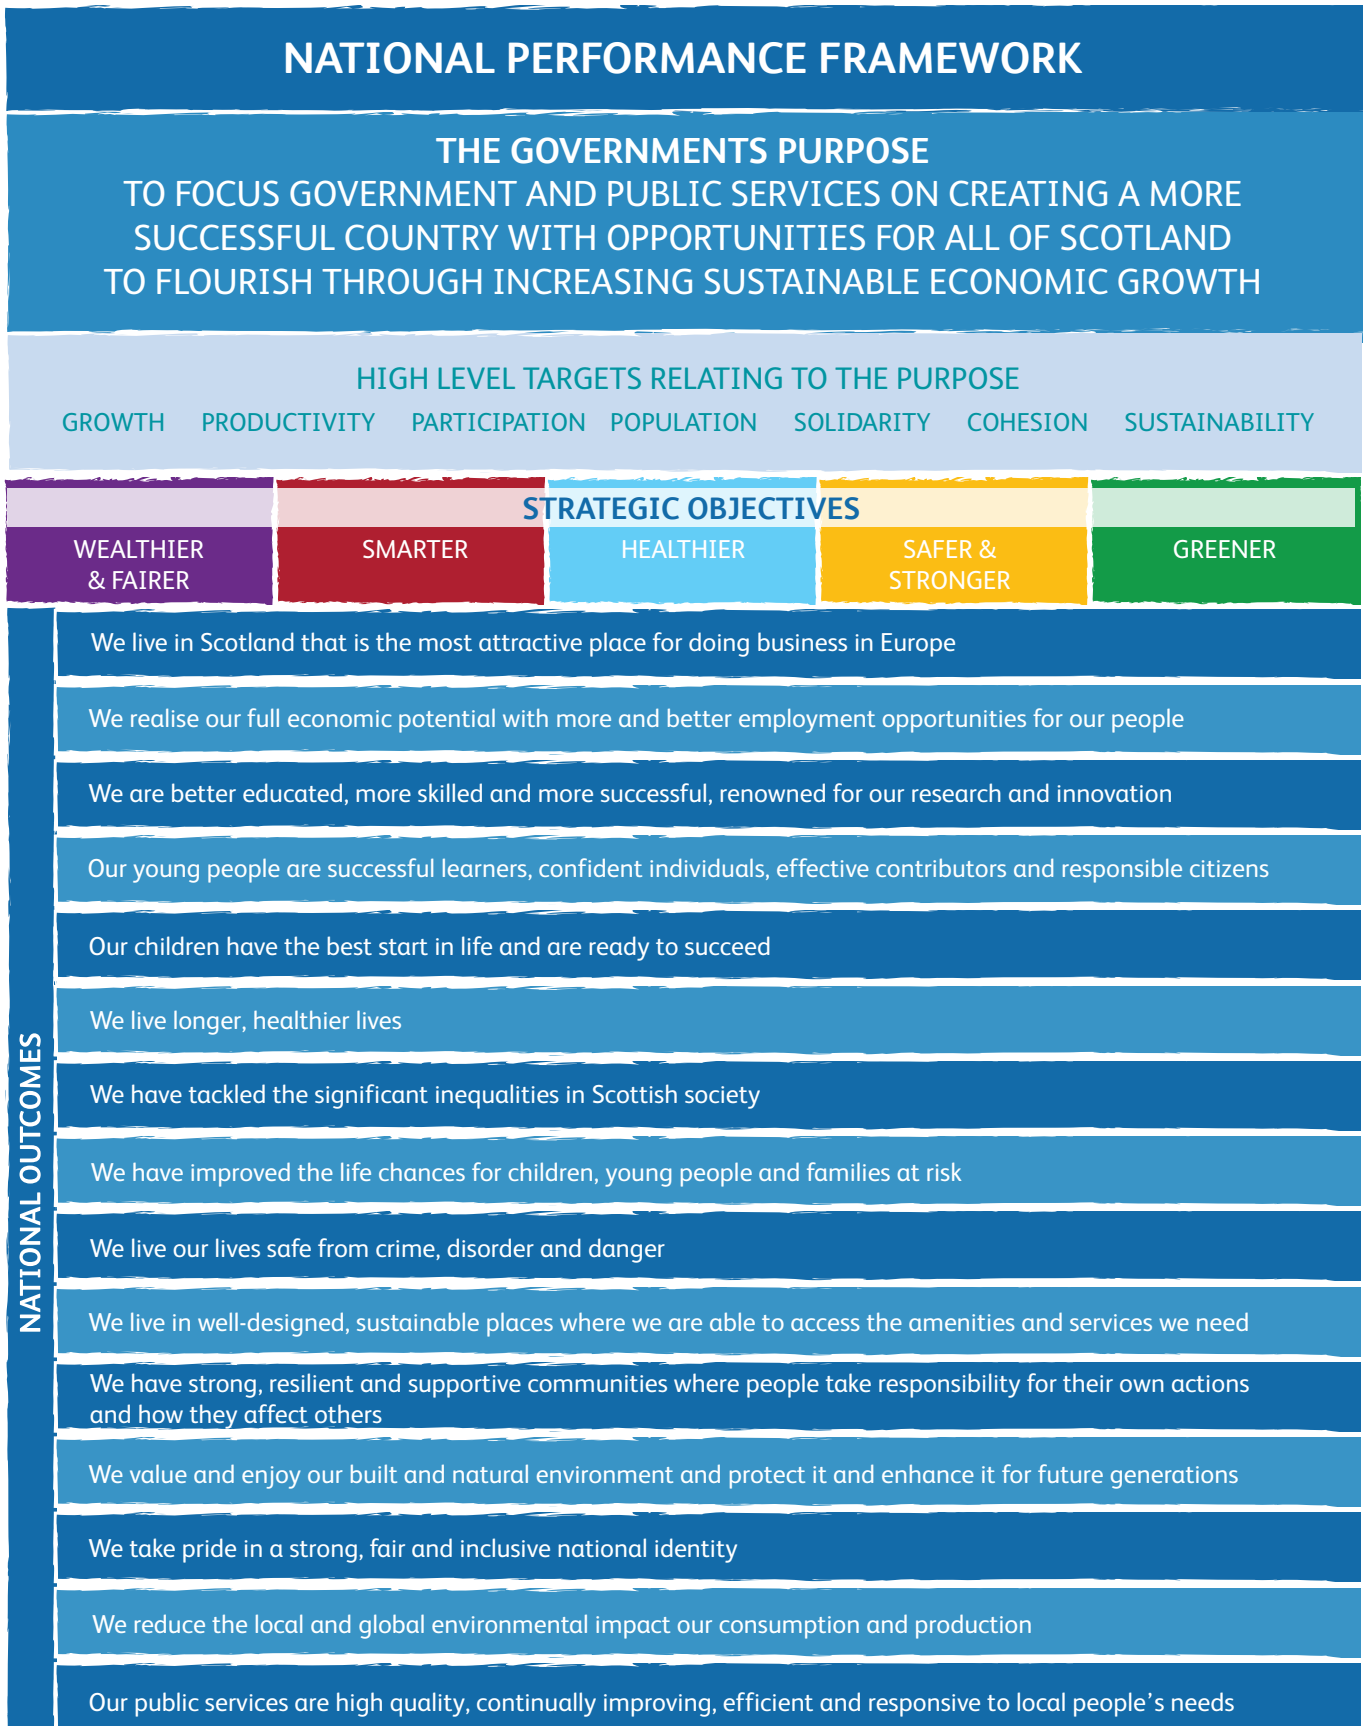 NATIONAL PERFORMANCE FRAMEWORK
THE GOVERNMENTS PURPOSE
TO FOCUS GOVERNMENT AND PUBLIC SERVICES ON CREATING A MORE
SUCCESSFUL COUNTRY WITH OPPORTUNITIES FOR ALL OF SCOTLAND
TO FLOURISH THROUGH INCREASING SUSTAINABLE ECONOMIC GROWTH
HIGH LEVEL TARGETS RELATING TO THE PURPOSE
GROWTH PRODUCTIVITY PARTICIPATION POPULATION SOLIDARITY COHESION SUSTAINABILITY
STRATEGIC OBJECTIVES
WEALTHIER
& FAIRER
SMARTER
HEALTHIER
SAFER &
STRONGER
GREENER
NATIONAL OUTCOMES
We live in Scotland that is the most attractive place for doing business in Europe
We realise our full economic potential with more and better employment opportunities for our people
We are better educated, more skilled and more successful, renowned for our research and innovation
Our young people are successful learners, confident individuals, effective contributors and responsible citizens
Our children have the best start in life and are ready to succeed
We live longer, healthier lives
We have tackled the significant inequalities in Scottish society
We have improved the life chances for children, young people and families at risk
We live our lives safe from crime, disorder and danger
We live in well-designed, sustainable places where we are able to access the amenities and services we need
We have strong, resilient and supportive communities where people take responsibility for their own actions
and how they affect others
We value and enjoy our built and natural environment and protect it and enhance it for future generations
We take pride in a strong, fair and inclusive national identity
We reduce the local and global environmental impact our consumption and production
Our public services are high quality, continually improving, efficient and responsive to local people's needs